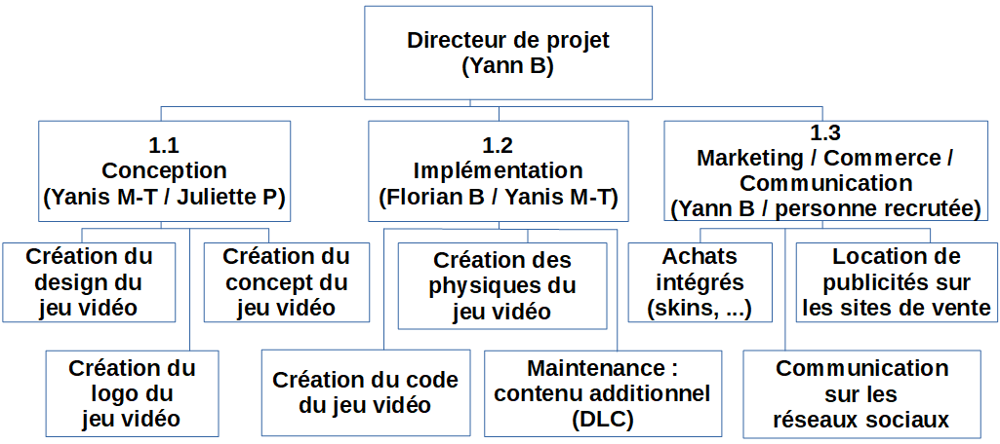 Directeur de projet
(Yann B)
1.1
Conception
(Yanis M-T / Juliette P)
1.2
Implémentation
(Florian B / Yanis M-T)
1.3
Marketing / Commerce /
Communication
(Yann B / personne recrutée)
Création du
design du
jeu vidéo
Création du
concept du
jeu vidéo
Création des
physiques du
jeu vidéo
Achats
intégrés
(skins, ...)
Location de
publicités sur
les sites de vente
Création du
logo du
jeu vidéo
Création du code
du jeu vidéo
Maintenance :
contenu additionnel
(DLC)
Communication
sur les
réseaux sociaux